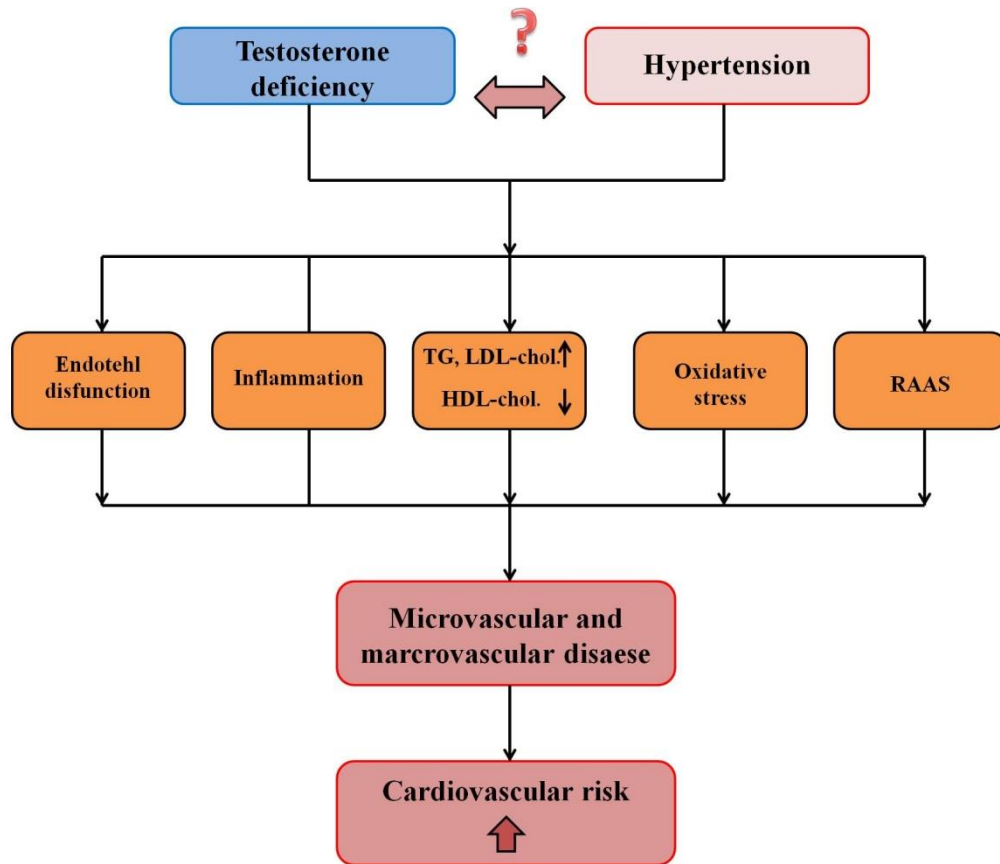 ?
Testosterone
deficiency
Hypertension
Endotehl
disfunction
Inflammation
TG, LDL-chol.
HDL-chol.
Oxidative
stress
RAAS
Microvascular and
marcrovascular disaese
Cardiovascular risk